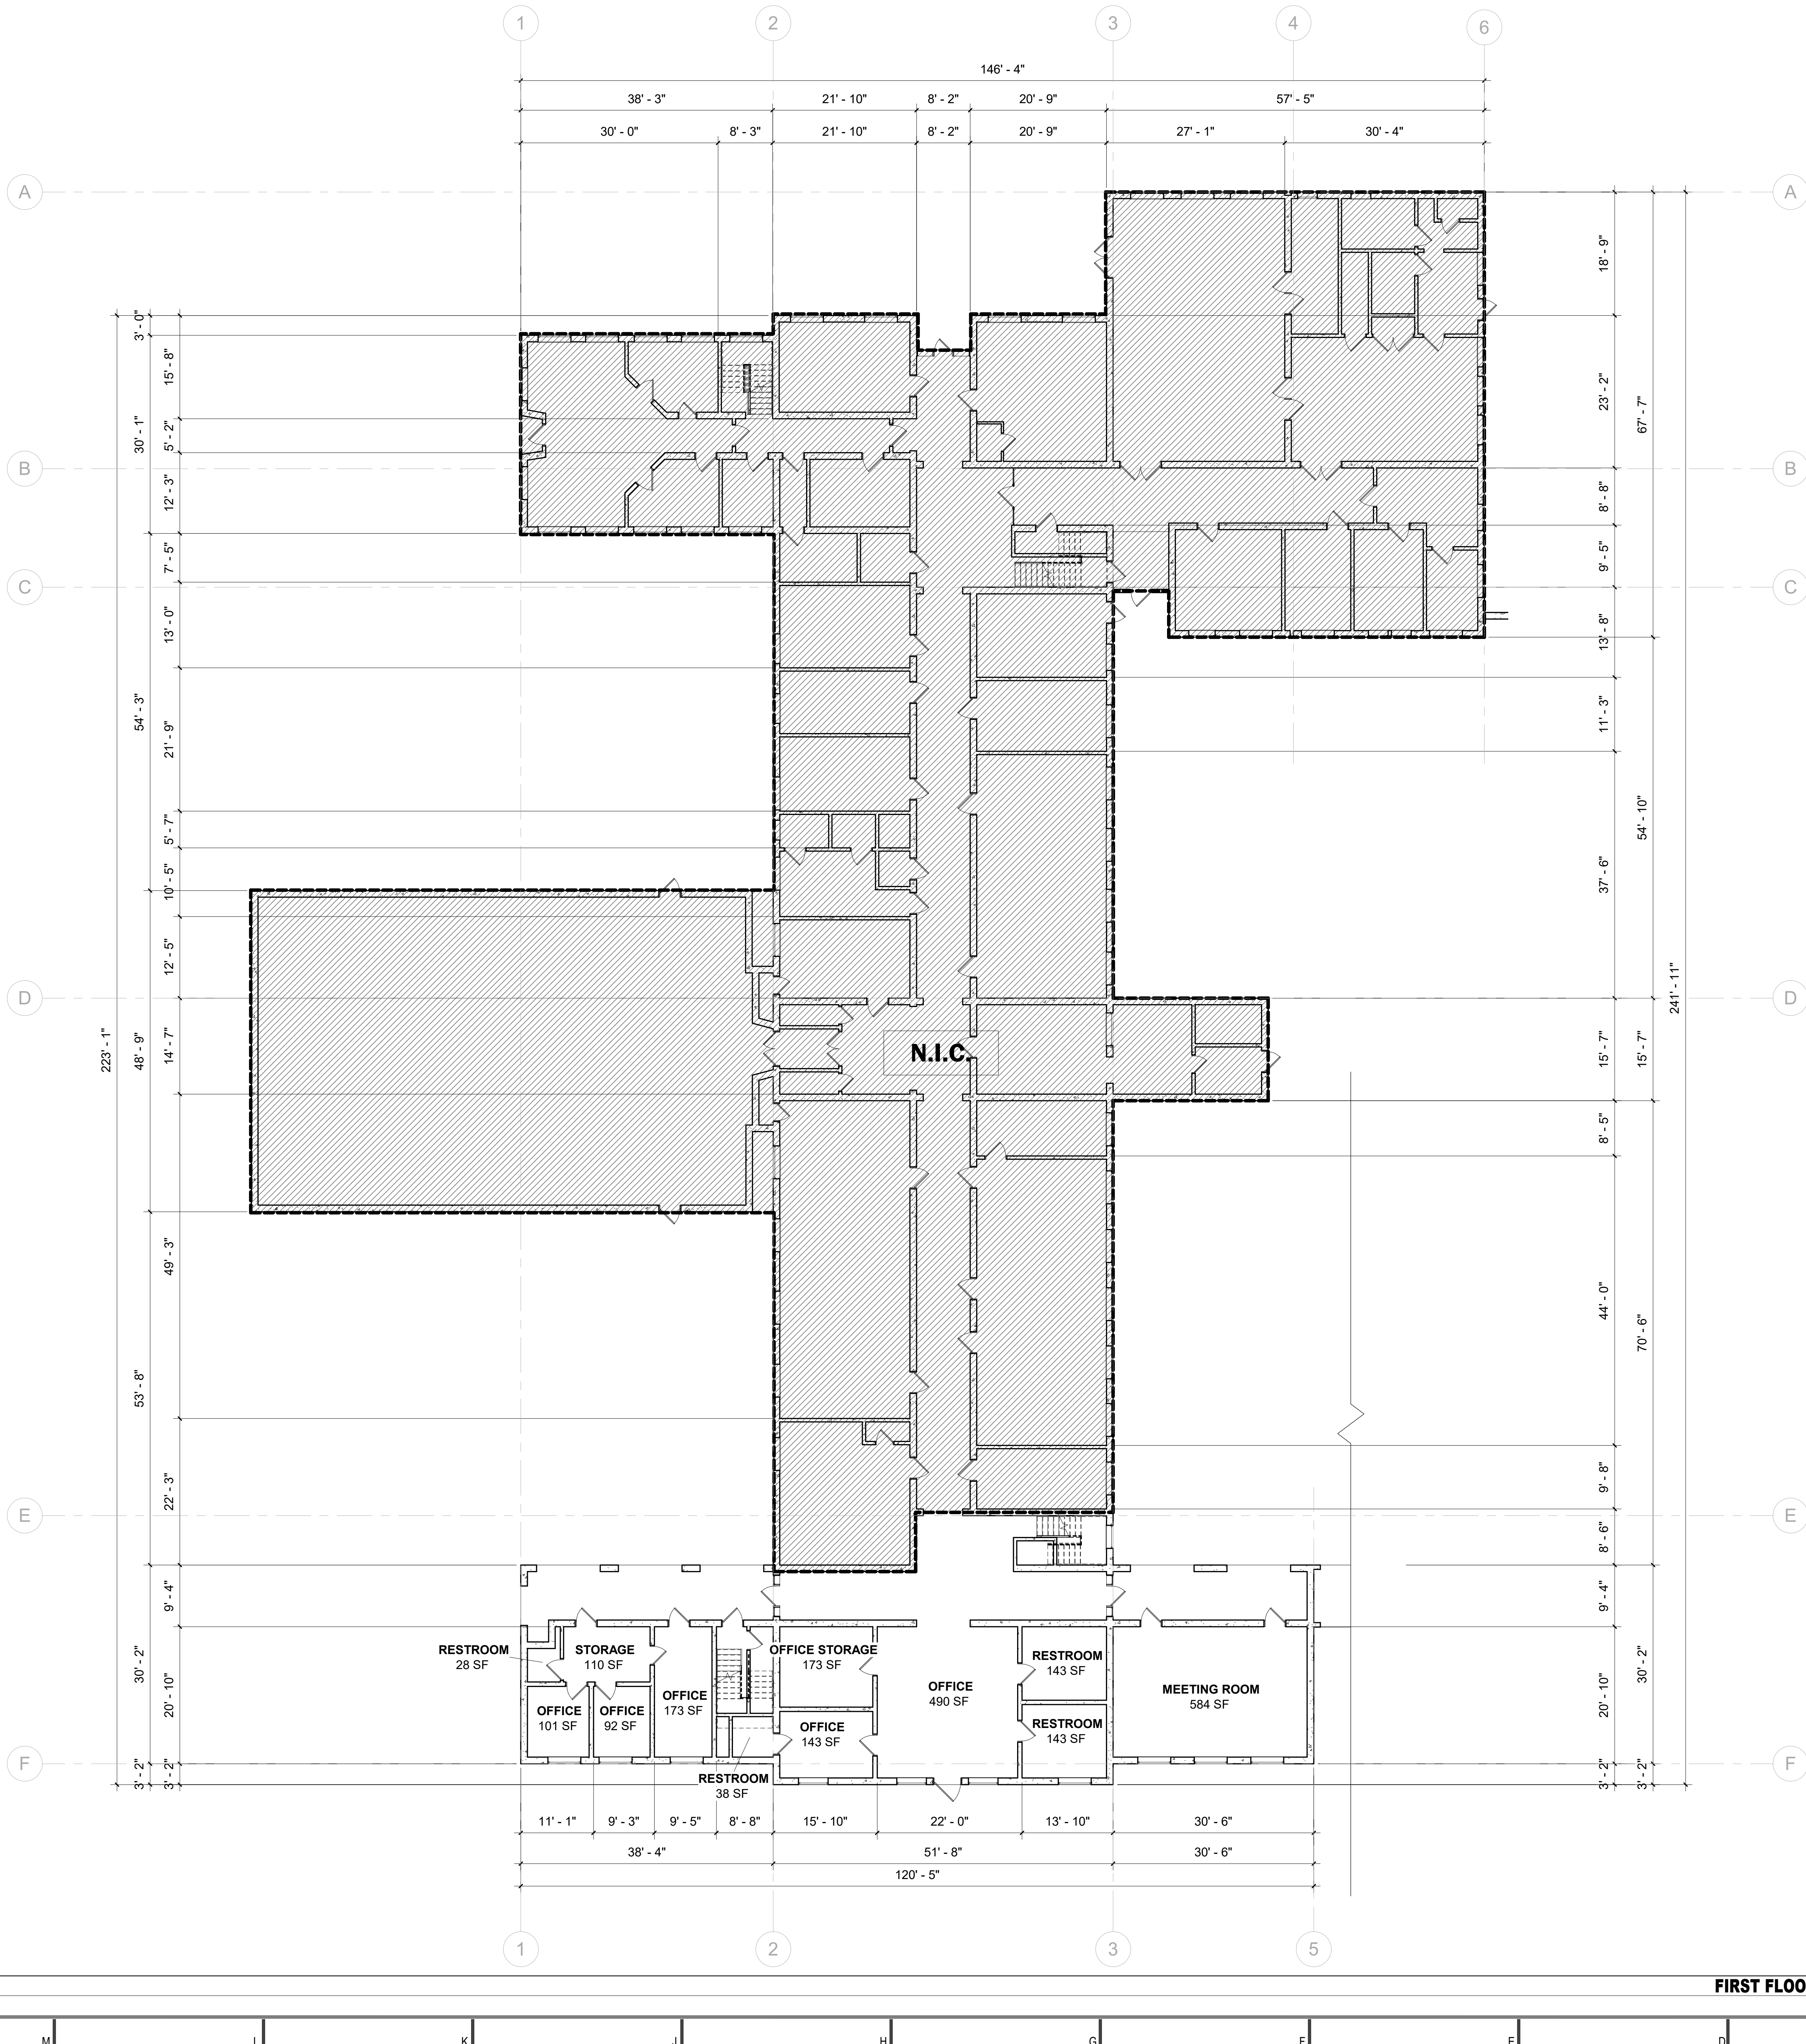 1 2 3 4 6
146' - 4"
38' - 3" 21' - 10" 8' - 2" 20' - 9" 57' - 5"
30' - 0" 8' - 3" 21' - 10" 8' - 2" 20' - 9" 27' - 1" 30' - 4"
A A
18' - 9"
3' - 0"
15' - 8"
23' - 2"
67' - 7"
30' - 1"
5' - 2"
B B
12' - 3"
8' - 8"
7' - 5"
9' - 5"
C C
13' - 0"
13' - 8"
54' - 3"
11' - 3"
21' - 9"
54' - 10"
5' - 7"
10' - 5"
37' - 6"
12' - 5"
D D
241' - 11"
223' - 1"
48' - 9"
14' - 7"
N.I.C.
15' - 7"
15' - 7"
8' - 5"
49' - 3"
44' - 0"
70' - 6"
53' - 8"
22' - 3"
9' - 8"
E E
8' - 6"
9' - 4"
9' - 4"
RESTROOM
28 SF
STORAGE
110 SF
OFFICE STORAGE
173 SF
RESTROOM
143 SF
30' - 2"
30' - 2"
OFFICE
490 SF
MEETING ROOM
584 SF
20' - 10"
20' - 10"
OFFICE
101 SF
OFFICE
92 SF
OFFICE
173 SF
OFFICE
143 SF
RESTROOM
143 SF
F F
3' - 2"
3' - 2"
3' - 2"
3' - 2"
RESTROOM
38 SF
11' - 1" 9' - 3" 9' - 5" 8' - 8" 15' - 10" 22' - 0" 13' - 10" 30' - 6"
38' - 4" 51' - 8" 30' - 6"
120' - 5"
1 2 3 5
FIRST FLOO
M L K J H G F E D